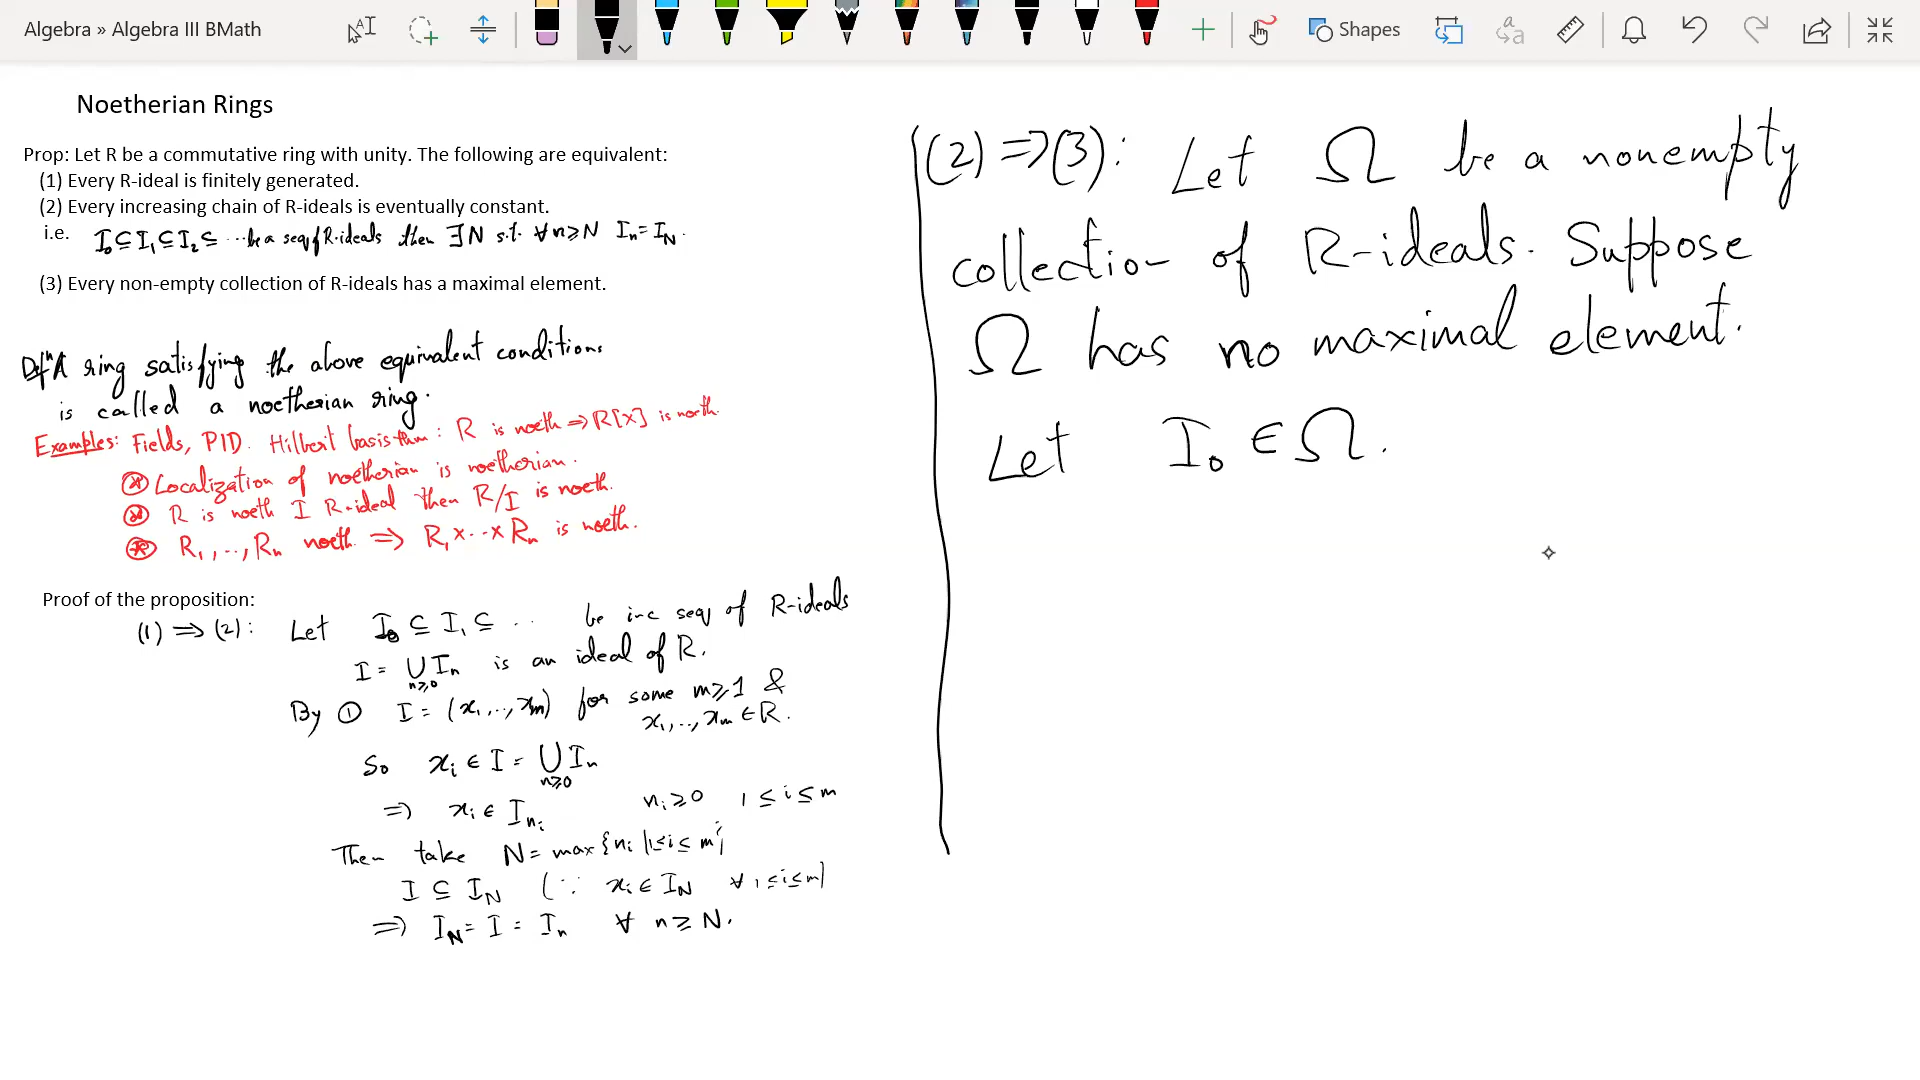 Algebra » Algebra III BMath
Shapes
Noetherian Rings
Prop: Let R be a commutative ring with unity. The following are equivalent:
(1) Every R-ideal is finitely generated.
(2) Every increasing chain of R-ideals is eventually constant.
i.e. I₀ ⊆ I₁ ⊆ I₂ ⊆ ... be a seq of R-ideals then ∃ N s.t. ∀ n ≥ N Iₙ = I_N.
(3) Every non-empty collection of R-ideals has a maximal element.
Defⁿ A ring satisfying the above equivalent conditions
is called a noetherian ring.
Examples: Fields, PID. Hilbert basis thm: R is noeth ⇒ R[X] is noeth.
⊛ Localization of noetherian is noetherian.
⊛ R is noeth I R-ideal then R/I is noeth.
⊛ R₁, .., Rₙ noeth. ⇒ R₁ x ... x Rₙ is noeth.
Proof of the proposition:
(1) ⇒ (2): Let I₀ ⊆ I₁ ⊆ ... be inc seq of R-ideals
I = ⋃_{n≥0} Iₙ is an ideal of R.
By ① I = (x₁, .., xₘ) for some m ≥ 1 &
x₁, .., xₘ ∈ R.
So xᵢ ∈ I = ⋃_{n≥0} Iₙ
⇒ xᵢ ∈ I_{nᵢ} nᵢ ≥ 0 1 ≤ i ≤ m
Then take N = max{nᵢ | 1 ≤ i ≤ m}
I ⊆ I_N (∵ xᵢ ∈ I_N ∀ 1 ≤ i ≤ m)
⇒ I_N = I = Iₙ ∀ n ≥ N.
(2) ⇒ (3): Let Ω be a nonempty
collection of R-ideals. Suppose
Ω has no maximal element.
Let I₀ ∈ Ω.